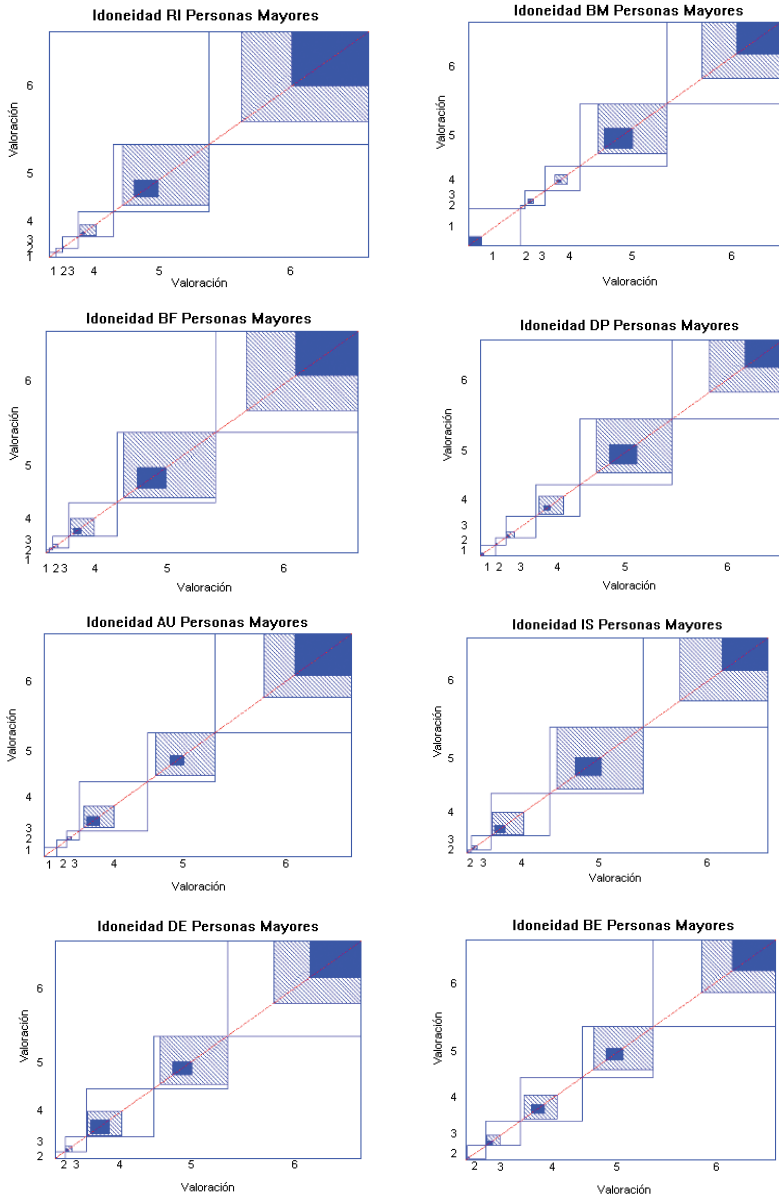 Idoneidad RI Personas Mayores
Valoración
6
5
4
3
2
1
1 2 3 4 5 6
Valoración
Idoneidad BM Personas Mayores
Valoración
6
5
4
3
2
1
1 2 3 4 5 6
Valoración
Idoneidad BF Personas Mayores
Valoración
6
5
4
3
2
1
1 2 3 4 5 6
Valoración
Idoneidad DP Personas Mayores
Valoración
6
5
4
3
2
1
1 2 3 4 5 6
Valoración
Idoneidad AU Personas Mayores
Valoración
6
5
4
3
2
1
1 2 3 4 5 6
Valoración
Idoneidad IS Personas Mayores
Valoración
6
5
4
3
2
2 3 4 5 6
Valoración
Idoneidad DE Personas Mayores
Valoración
6
5
4
3
2
2 3 4 5 6
Valoración
Idoneidad BE Personas Mayores
Valoración
6
5
4
3
2
2 3 4 5 6
Valoración